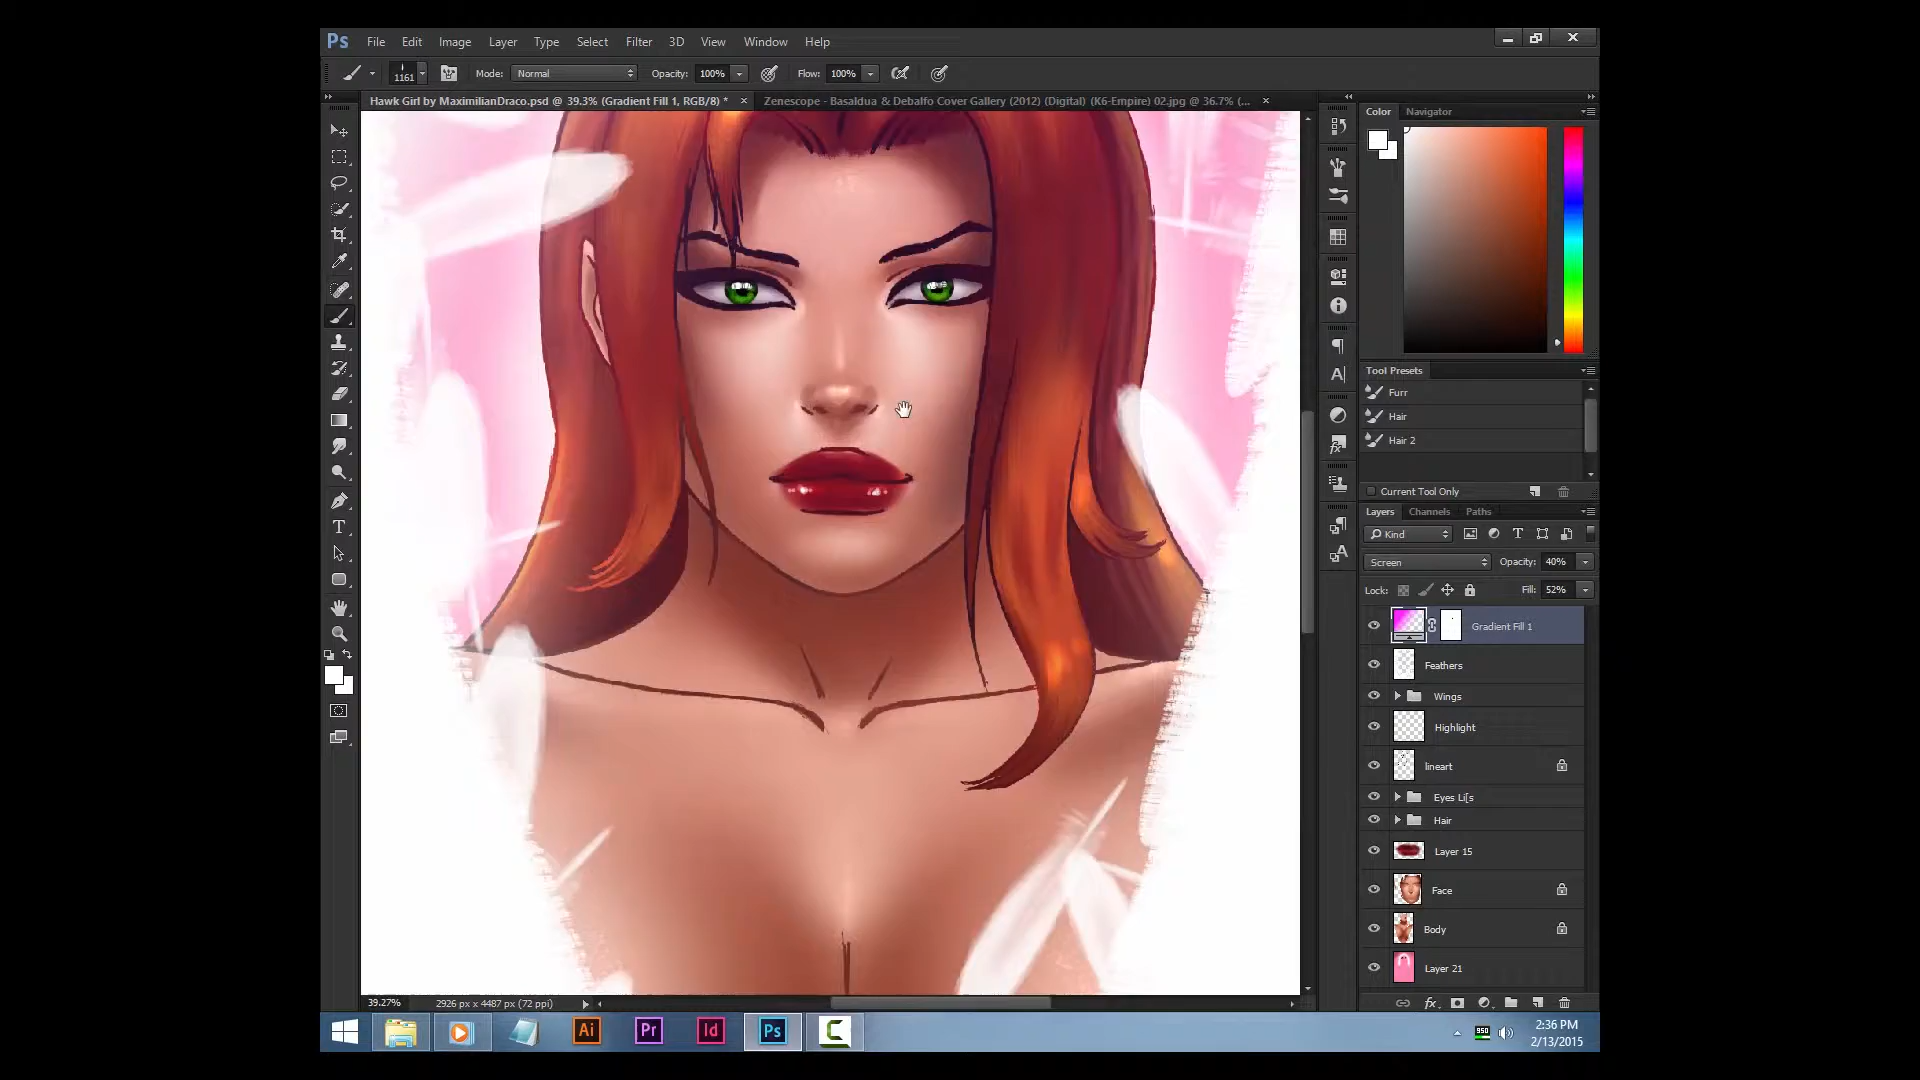 Ps File Edit Image Layer Type Select Filter 3D View Window Help
1161 Mode: Normal Opacity: 100% Flow: 100%
Hawk Girl by MaximilianDraco.psd @ 39.3% (Gradient Fill 1, RGB/8) * Zenescope - Basaldua & Debalfo Cover Gallery (2012) (Digital) (K6-Empire) 02.jpg @ 36.7% (...
Color Navigator
Tool Presets
Furr
Hair
Hair 2
Current Tool Only
Layers Channels Paths
Kind
Screen Opacity: 40%
Lock: Fill: 52%
Gradient Fill 1
Feathers
Wings
Highlight
lineart
Eyes Li[s
Hair
Layer 15
Face
Body
Layer 21
39.27% 2926 px x 4487 px (72 ppi)
Ai Pr Id Ps C
950
2:36 PM
2/13/2015